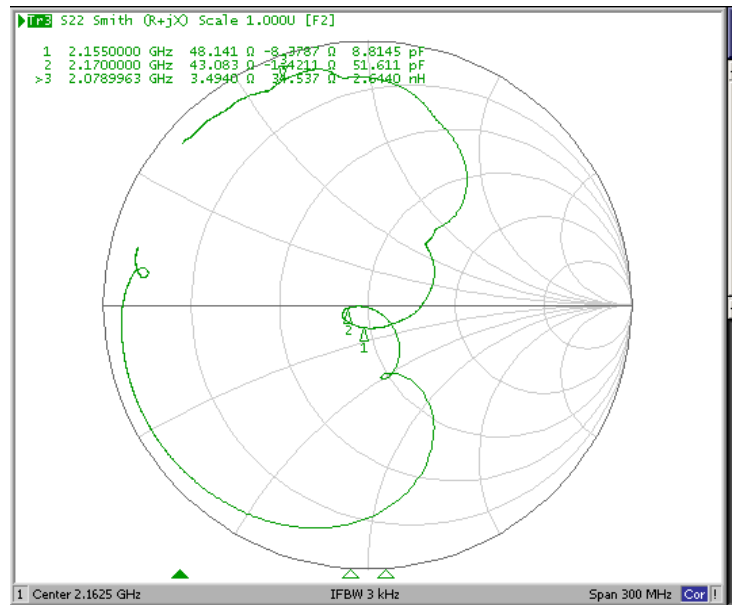 Tr3 S22 Smith (R+jX) Scale 1.000U [F2]
1 2.1550000 GHz 48.141 Ω -8.3787 Ω 8.8145 pF
2 2.1700000 GHz 43.083 Ω -1.4211 Ω 51.611 pF
>3 2.0789963 GHz 3.4940 Ω 34.537 Ω 2.6440 nH
2
1
1 Center 2.1625 GHz IFBW 3 kHz Span 300 MHz Cor !